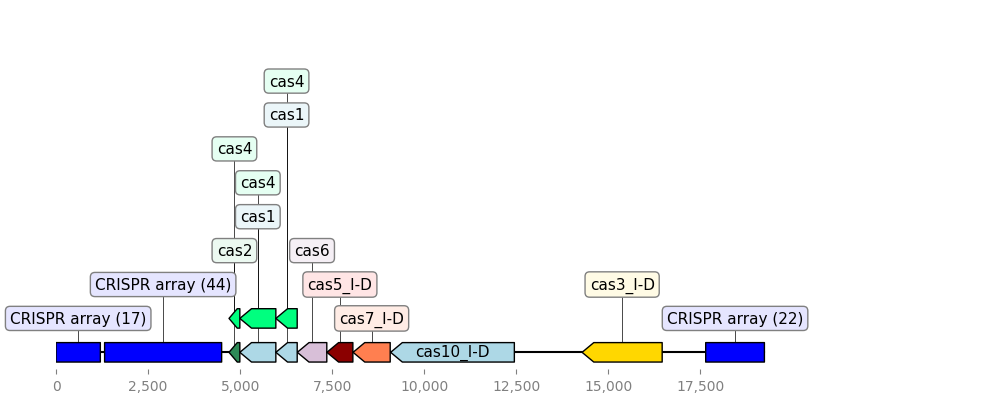 cas4
cas1
cas4
cas4
cas1
cas2
cas6
CRISPR array (44)
cas5_I-D
cas3_I-D
CRISPR array (17)
cas7_I-D
CRISPR array (22)
cas10_I-D
0
2,500
5,000
7,500
10,000
12,500
15,000
17,500